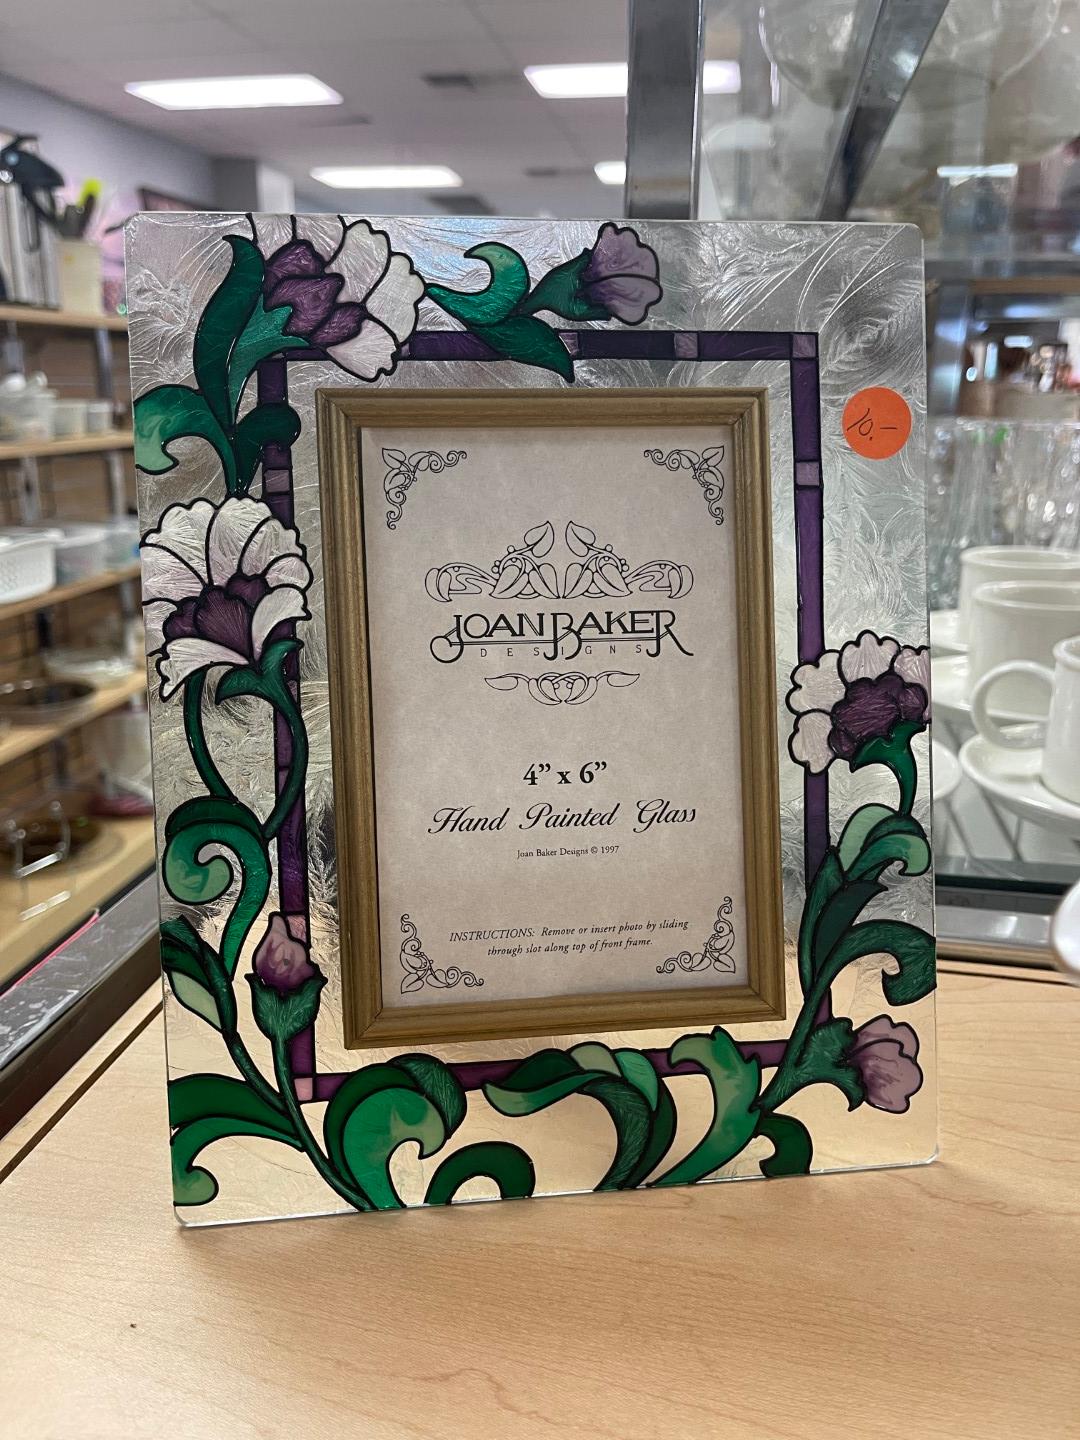 10.—
JOAN BAKER
DESIGNS
4” x 6”
Hand Painted Glass
Joan Baker Designs © 1997
INSTRUCTIONS: Remove or insert photo by sliding
through slot along top of front frame.